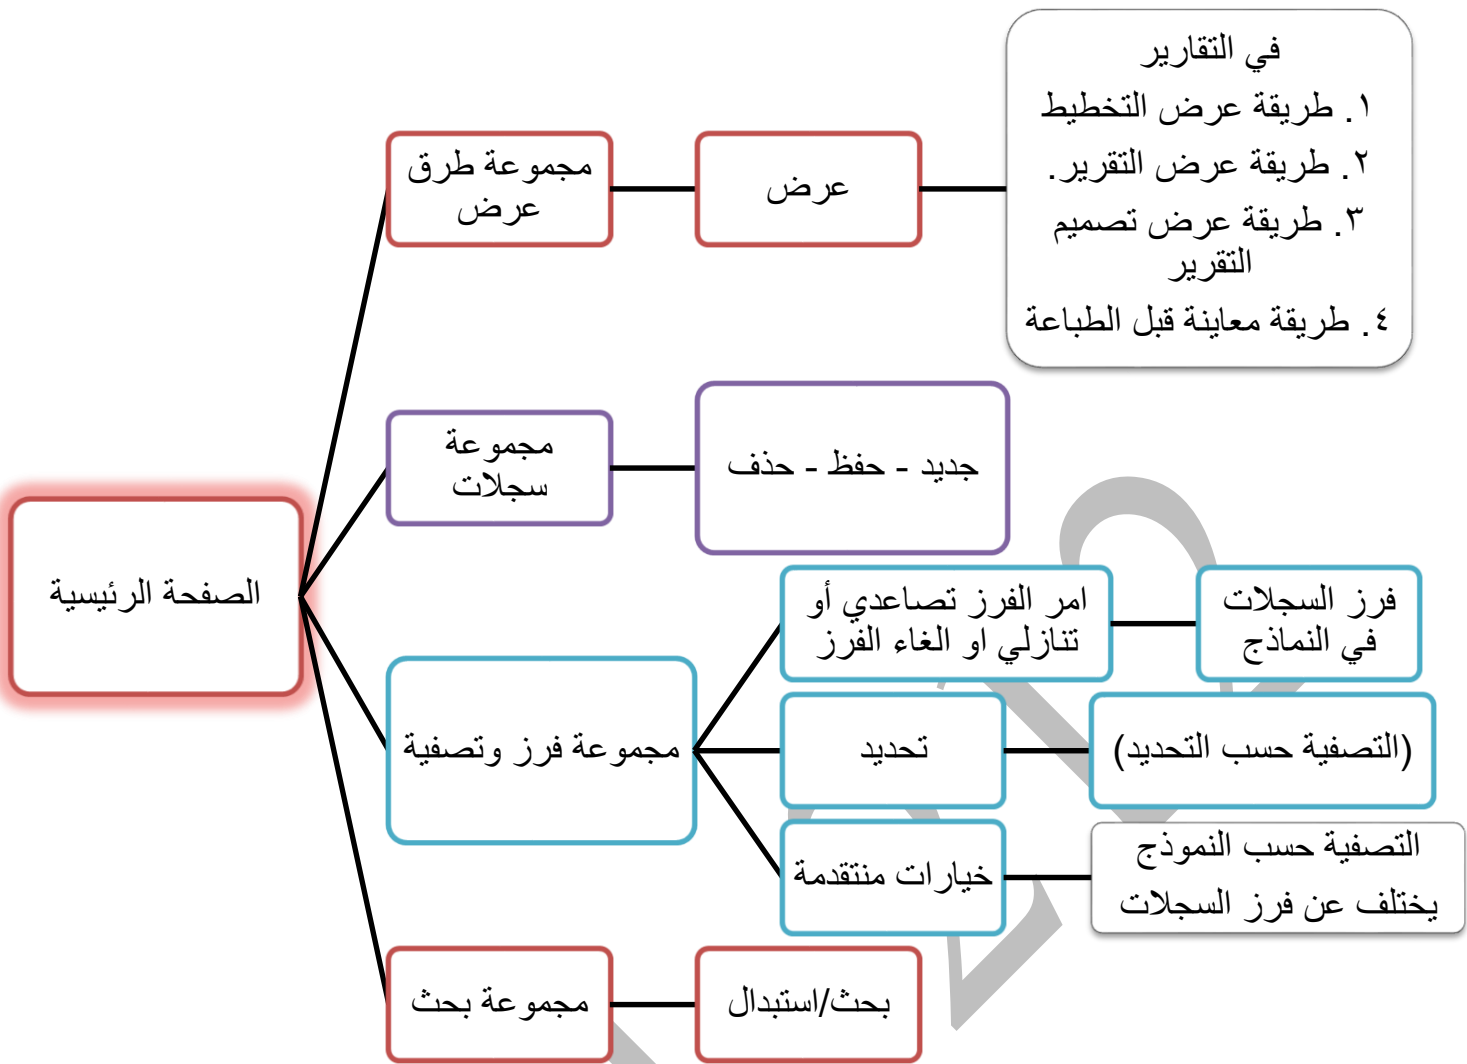 الصفحة الرئيسية
مجموعة طرق
عرض
عرض
في التقارير
١. طريقة عرض التخطيط
٢. طريقة عرض التقرير.
٣. طريقة عرض تصميم
التقرير
٤. طريقة معاينة قبل الطباعة
مجموعة
سجلات
جديد - حفظ - حذف
مجموعة فرز وتصفية
امر الفرز تصاعدي أو
تنازلي او الغاء الفرز
فرز السجلات
في النماذج
تحديد
(التصفية حسب التحديد)
خيارات منتقدمة
التصفية حسب النموذج
يختلف عن فرز السجلات
مجموعة بحث
بحث/استبدال